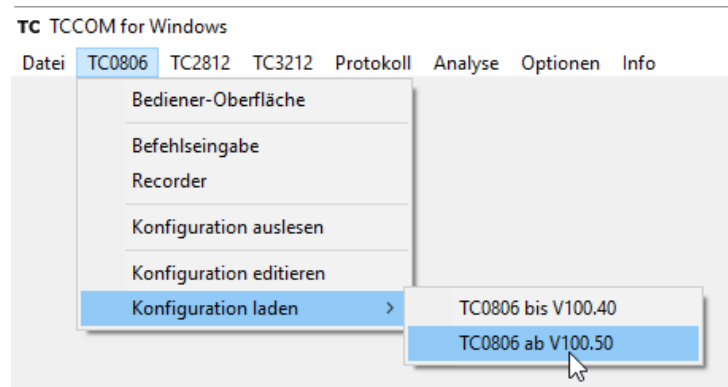 TC TCCOM for Windows
Datei TC0806 TC2812 TC3212 Protokoll Analyse Optionen Info
Bediener-Oberfläche
Befehlseingabe
Recorder
Konfiguration auslesen
Konfiguration editieren
Konfiguration laden >
TC0806 bis V100.40
TC0806 ab V100.50